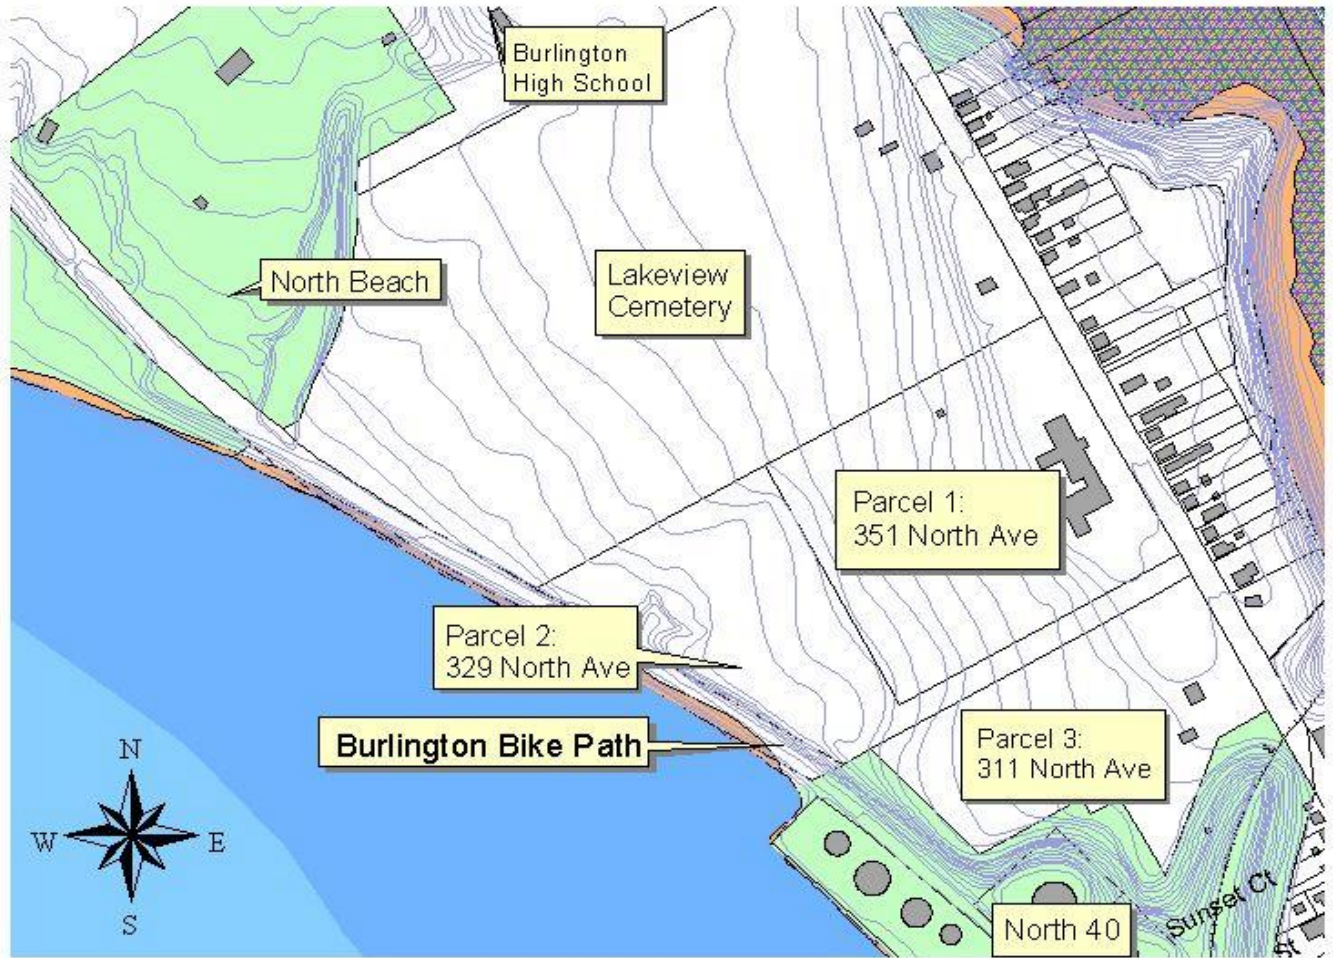 Burlington
High School
North Beach
Lakeview
Cemetery
Parcel 1:
351 North Ave
Parcel 2:
329 North Ave
Burlington Bike Path
Parcel 3:
311 North Ave
N
W
E
S
North 40
Sunset Ct
St